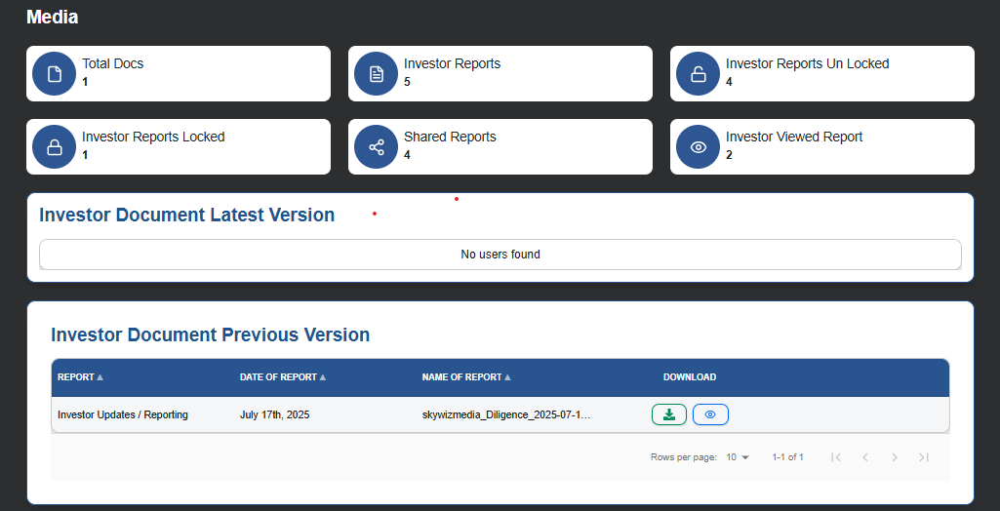 Media
Total Docs
1
Investor Reports
5
Investor Reports Un Locked
4
Investor Reports Locked
1
Shared Reports
4
Investor Viewed Report
2
Investor Document Latest Version
No users found
Investor Document Previous Version
REPORT DATE OF REPORT NAME OF REPORT DOWNLOAD
Investor Updates / Reporting July 17th, 2025 skywizmedia_Diligence_2025-07-1...
Rows per page: 10 1-1 of 1